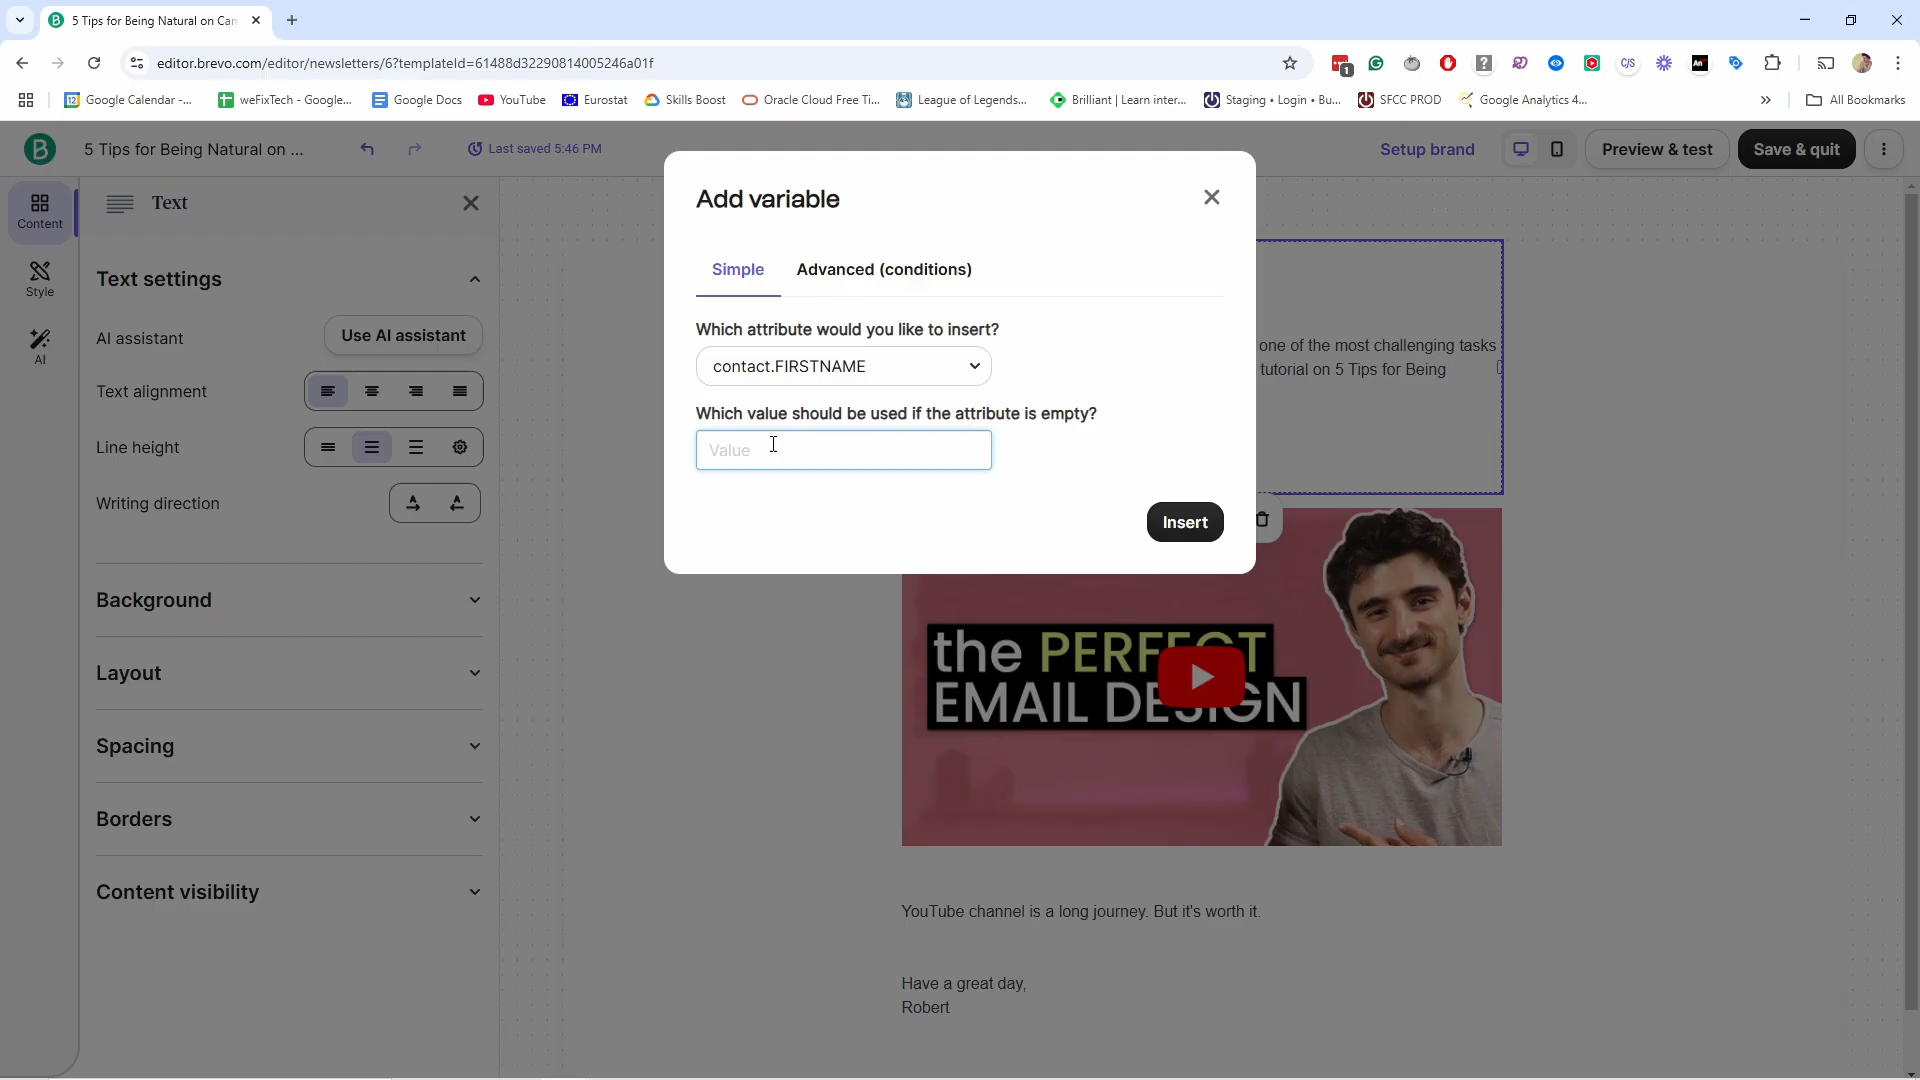 5 Tips for Being Natural on Can
editor.brevo.com/editor/newsletters/6?templateId=61488d32290814005246a01f
1
C/S
An
Google Calendar -...
weFixTech - Google...
Google Docs
YouTube
Eurostat
Skills Boost
Oracle Cloud Free Ti...
League of Legends...
Brilliant | Learn inter...
Staging • Login • Bu...
SFCC PROD
Google Analytics 4...
All Bookmarks
B
5 Tips for Being Natural on ...
Last saved 5:46 PM
Setup brand
Preview & test
Save & quit
Content
Style
AI
Text
Text settings
AI assistant
Use AI assistant
Text alignment
Line height
Writing direction
Background
Layout
Spacing
Borders
Content visibility
Add variable
Simple
Advanced (conditions)
Which attribute would you like to insert?
contact.FIRSTNAME
Which value should be used if the attribute is empty?
Value
Insert
one of the most challenging tasks
tutorial on 5 Tips for Being
the PERFECT
EMAIL DESIGN
YouTube channel is a long journey. But it's worth it.
Have a great day,
Robert